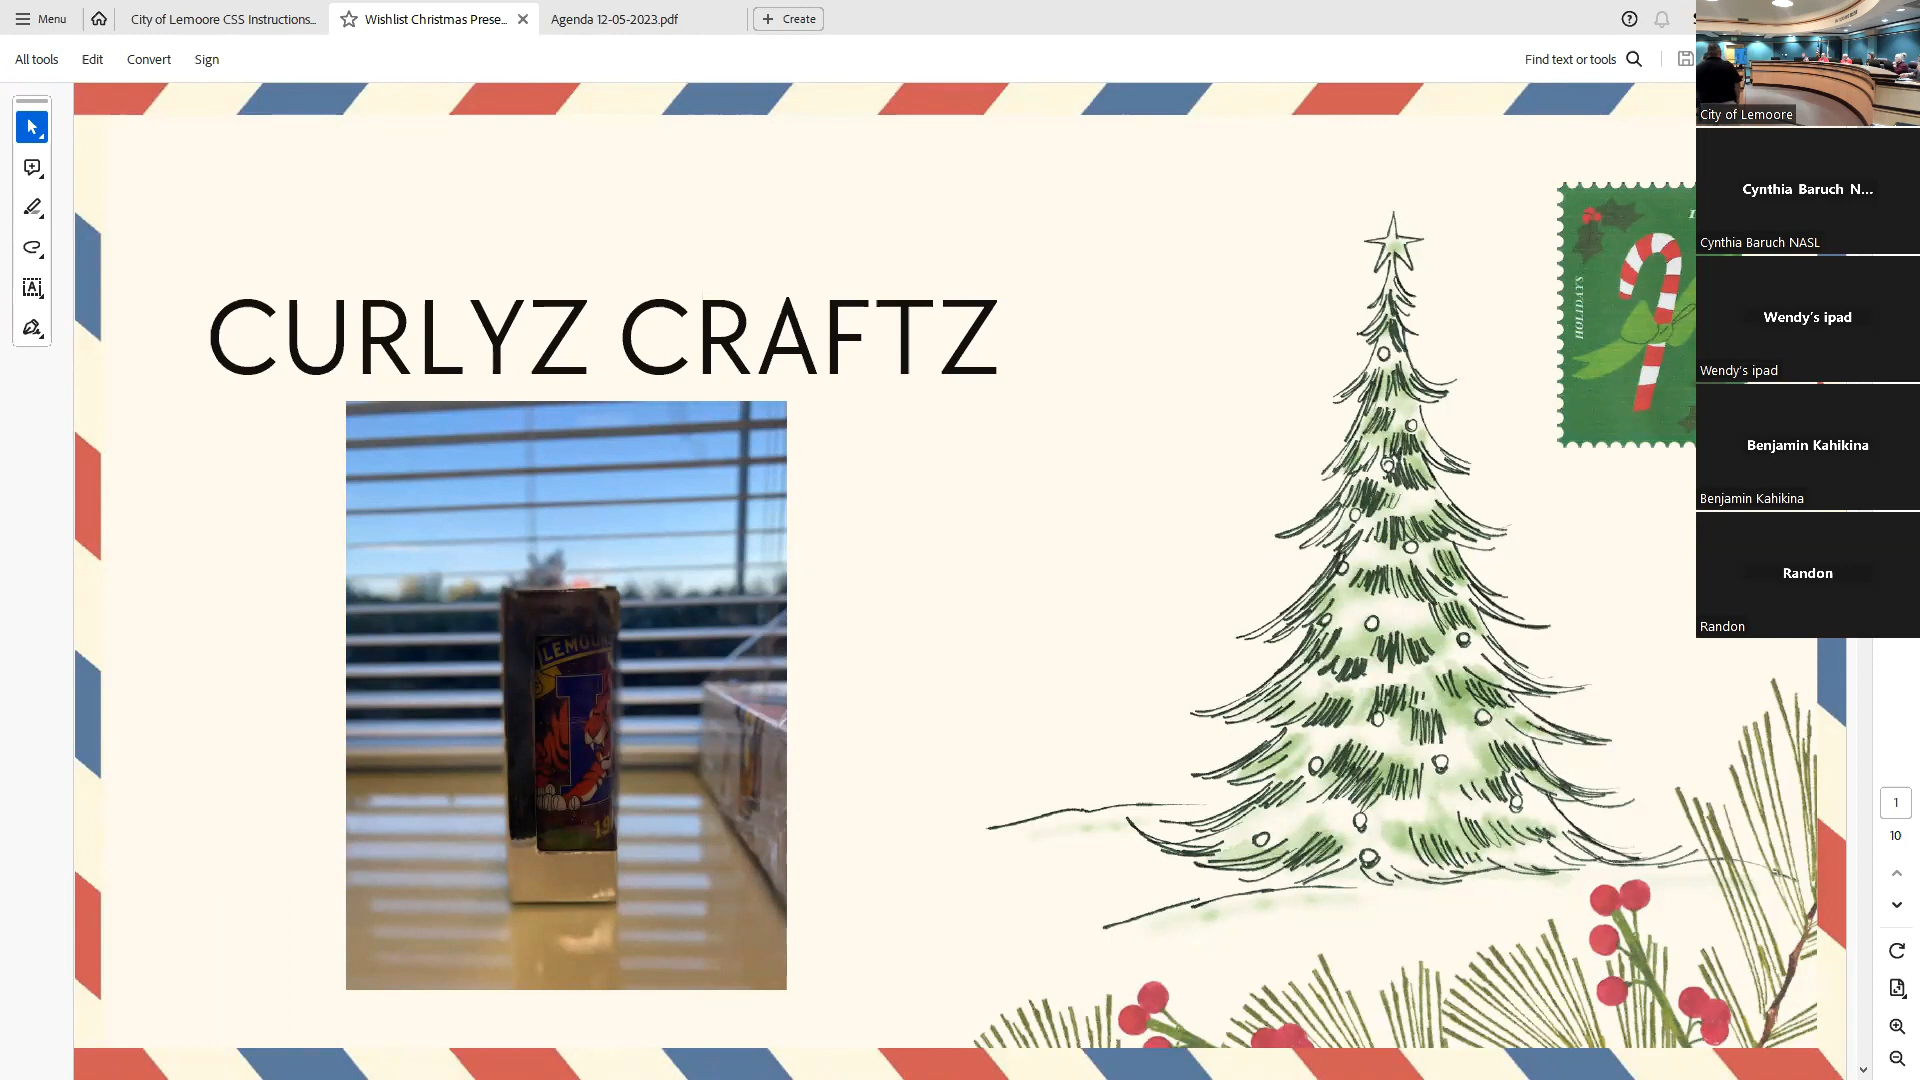 Menu
City of Lemoore CSS Instructions...
Wishlist Christmas Prese...
Agenda 12-05-2023.pdf
Create
All tools
Edit
Convert
Sign
Find text or tools
City of Lemoore
CURLYZ CRAFTZ
HOLIDAYS
LEMOO
L
19
Cynthia Baruch N...
Cynthia Baruch NASL
Wendy's ipad
Wendy's ipad
Benjamin Kahikina
Benjamin Kahikina
Randon
Randon
1
10